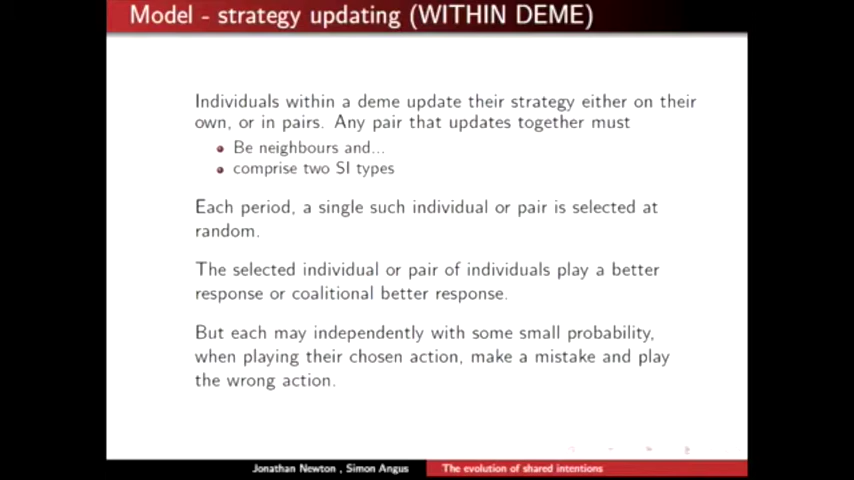 Model - strategy updating (WITHIN DEME)
Individuals within a deme update their strategy either on their
own, or in pairs. Any pair that updates together must
Be neighbours and...
comprise two SI types
Each period, a single such individual or pair is selected at
random.
The selected individual or pair of individuals play a better
response or coalitional better response.
But each may independently with some small probability,
when playing their chosen action, make a mistake and play
the wrong action.
Jonathan Newton , Simon Angus
The evolution of shared intentions